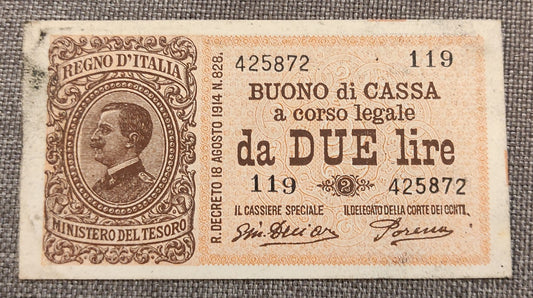 REGNO D'ITALIA
MINISTERO DEL TESORO
R. DECRETO 18 AGOSTO 1914 N. 828.
425872 119
BUONO di CASSA
a corso legale
da DUE lire
119 2 425872
IL CASSIERE SPECIALE IL DELEGATO DELLA CORTE DEI CONTI
Porena